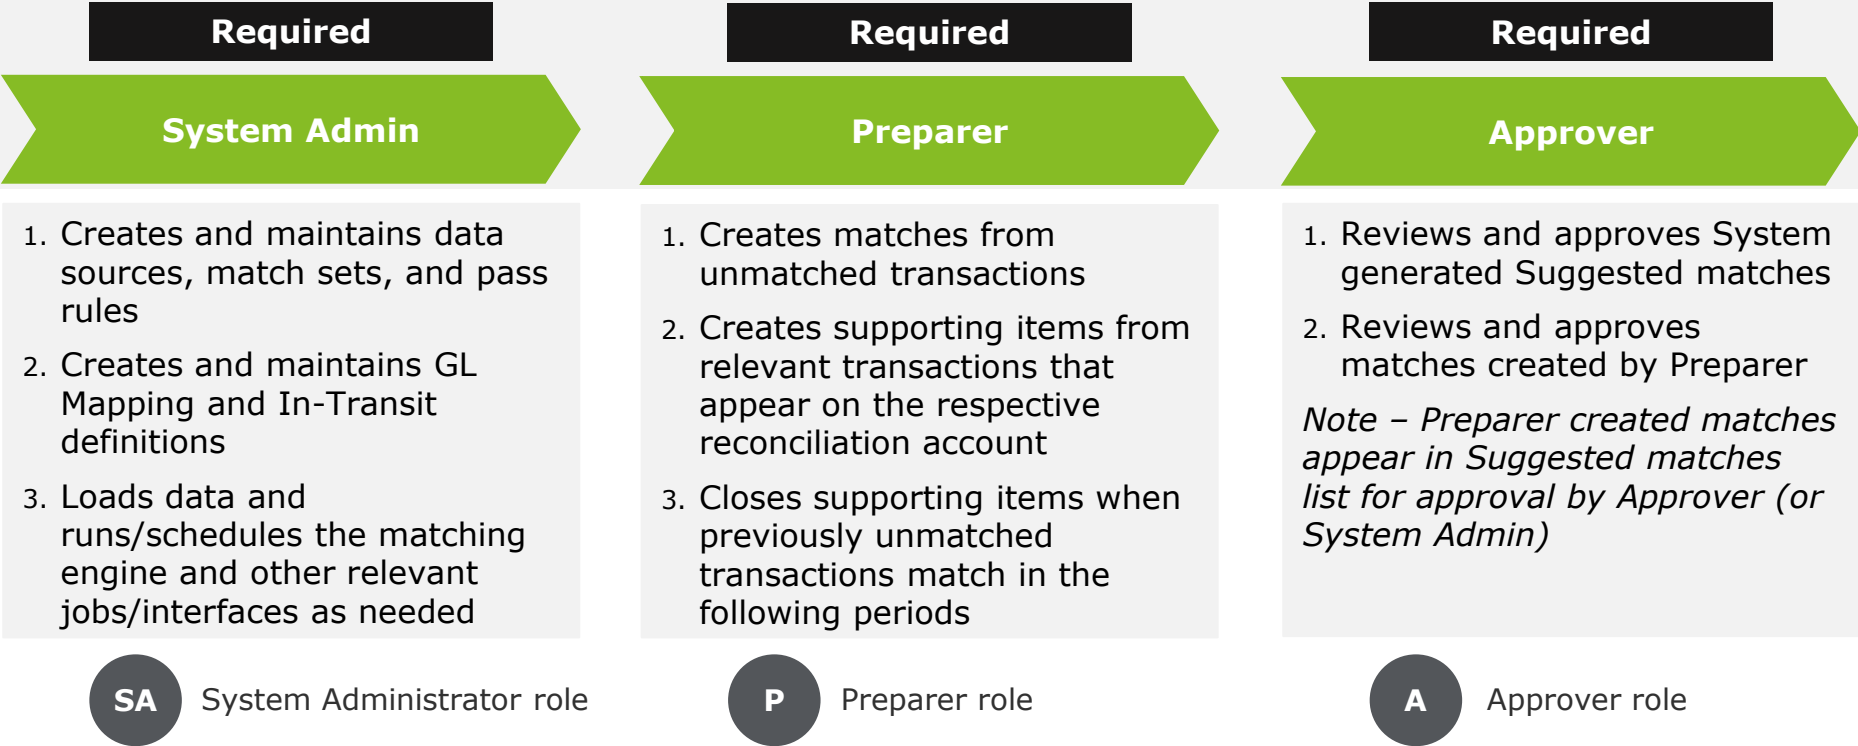 Required
System Admin
1. Creates and maintains data
sources, match sets, and pass
rules
2. Creates and maintains GL
Mapping and In-Transit
definitions
3. Loads data and
runs/schedules the matching
engine and other relevant
jobs/interfaces as needed
SA System Administrator role
Required
Preparer
1. Creates matches from
unmatched transactions
2. Creates supporting items from
relevant transactions that
appear on the respective
reconciliation account
3. Closes supporting items when
previously unmatched
transactions match in the
following periods
P Preparer role
Required
Approver
1. Reviews and approves System
generated Suggested matches
2. Reviews and approves
matches created by Preparer
Note – Preparer created matches
appear in Suggested matches
list for approval by Approver (or
System Admin)
A Approver role